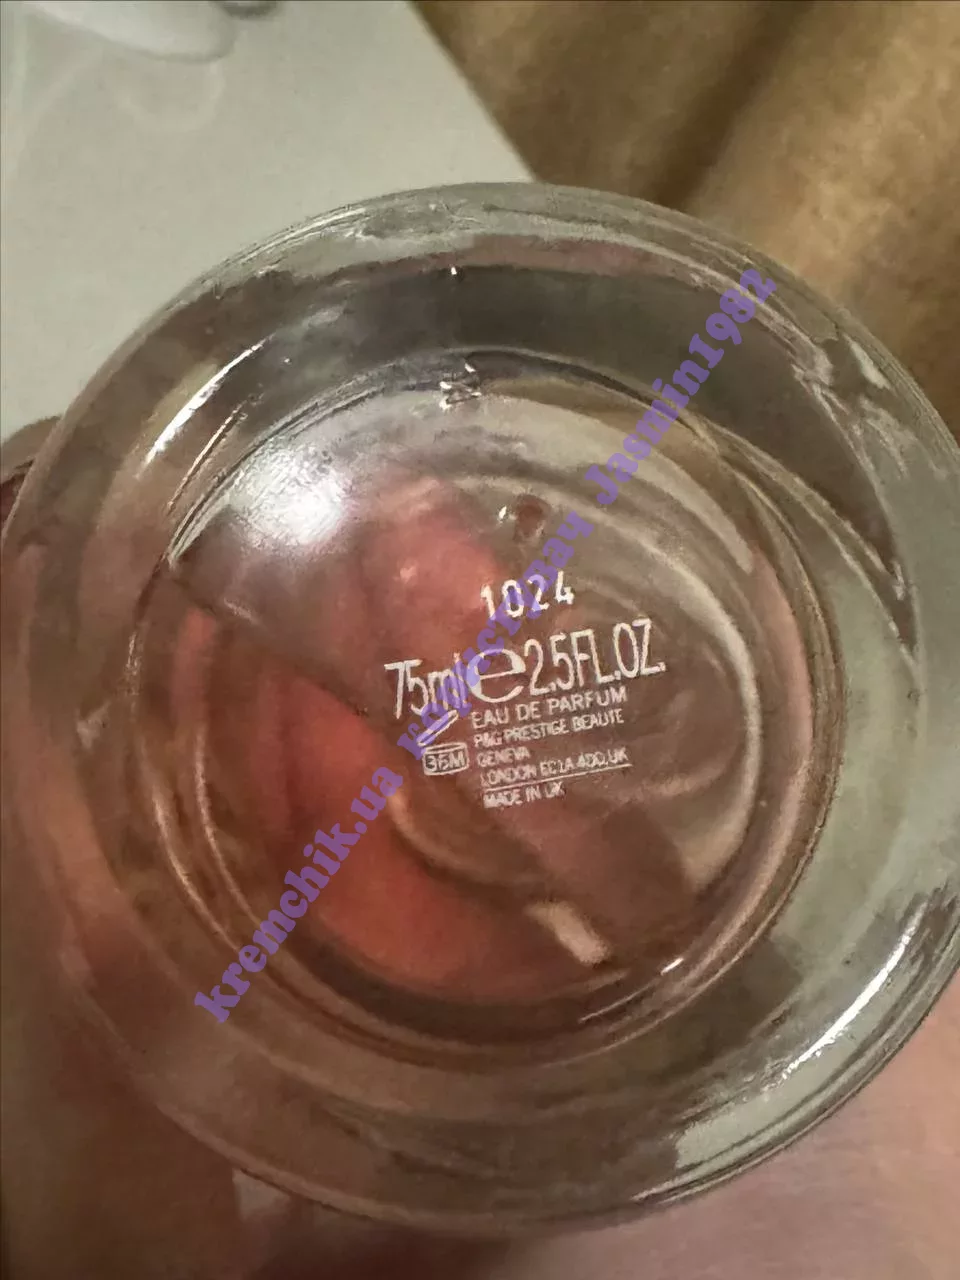 1024
75ml e 2.5FL.OZ.
EAU DE PARFUM
P&G PRESTIGE BEAUTE
36M
GENEVA
LONDON EC2A 4DD, UK
MADE IN UK
kremchik.ua Jasmin1982